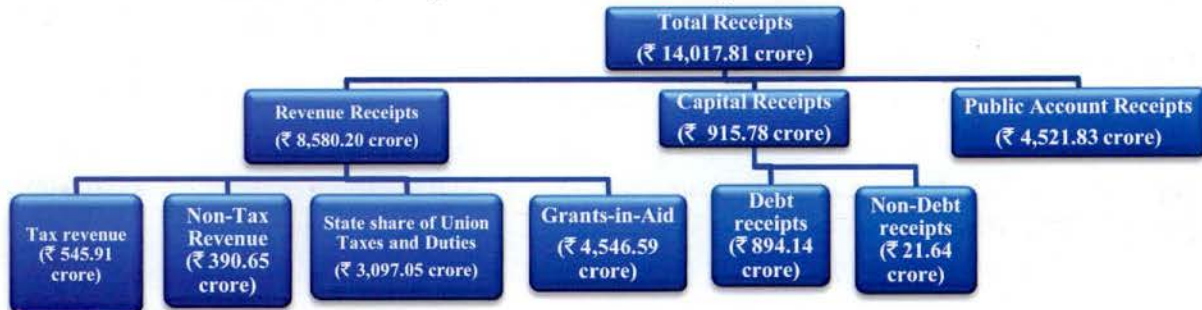 Total Receipts
(₹ 14,017.81 crore)
Revenue Receipts
(₹ 8,580.20 crore)
Capital Receipts
(₹ 915.78 crore)
Public Account Receipts
(₹ 4,521.83 crore)
Tax revenue
(₹ 545.91
crore)
Non-Tax
Revenue
(₹ 390.65
crore)
State share of Union
Taxes and Duties
(₹ 3,097.05 crore)
Grants-in-Aid
(₹ 4,546.59
crore)
Debt
receipts
(₹ 894.14
crore)
Non-Debt
receipts
(₹ 21.64
crore)